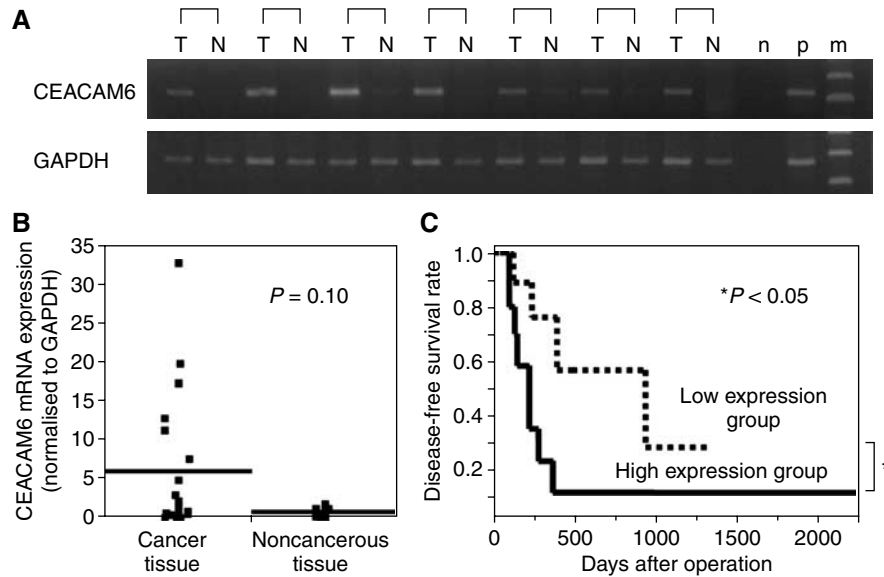 A
T N T N T N T N T N T N T N n p m
CEACAM6
GAPDH
B
CEACAM6 mRNA expression
(normalised to GAPDH)
35
30
25
20
15
10
5
0
P = 0.10
Cancer
tissue
Noncancerous
tissue
C
Disease-free survival rate
1.0
0.8
0.6
0.4
0.2
*P < 0.05
Low expression
group
High expression group
*
0 500 1000 1500 2000
Days after operation